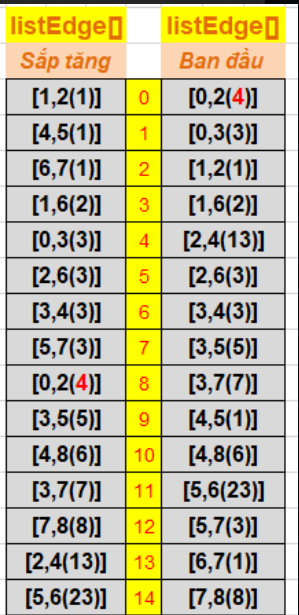 listEdge[] listEdge[]
Sắp tăng Ban đầu
[1,2(1)] 0 [0,2(4)]
[4,5(1)] 1 [0,3(3)]
[6,7(1)] 2 [1,2(1)]
[1,6(2)] 3 [1,6(2)]
[0,3(3)] 4 [2,4(13)]
[2,6(3)] 5 [2,6(3)]
[3,4(3)] 6 [3,4(3)]
[5,7(3)] 7 [3,5(5)]
[0,2(4)] 8 [3,7(7)]
[3,5(5)] 9 [4,5(1)]
[4,8(6)] 10 [4,8(6)]
[3,7(7)] 11 [5,6(23)]
[7,8(8)] 12 [5,7(3)]
[2,4(13)] 13 [6,7(1)]
[5,6(23)] 14 [7,8(8)]